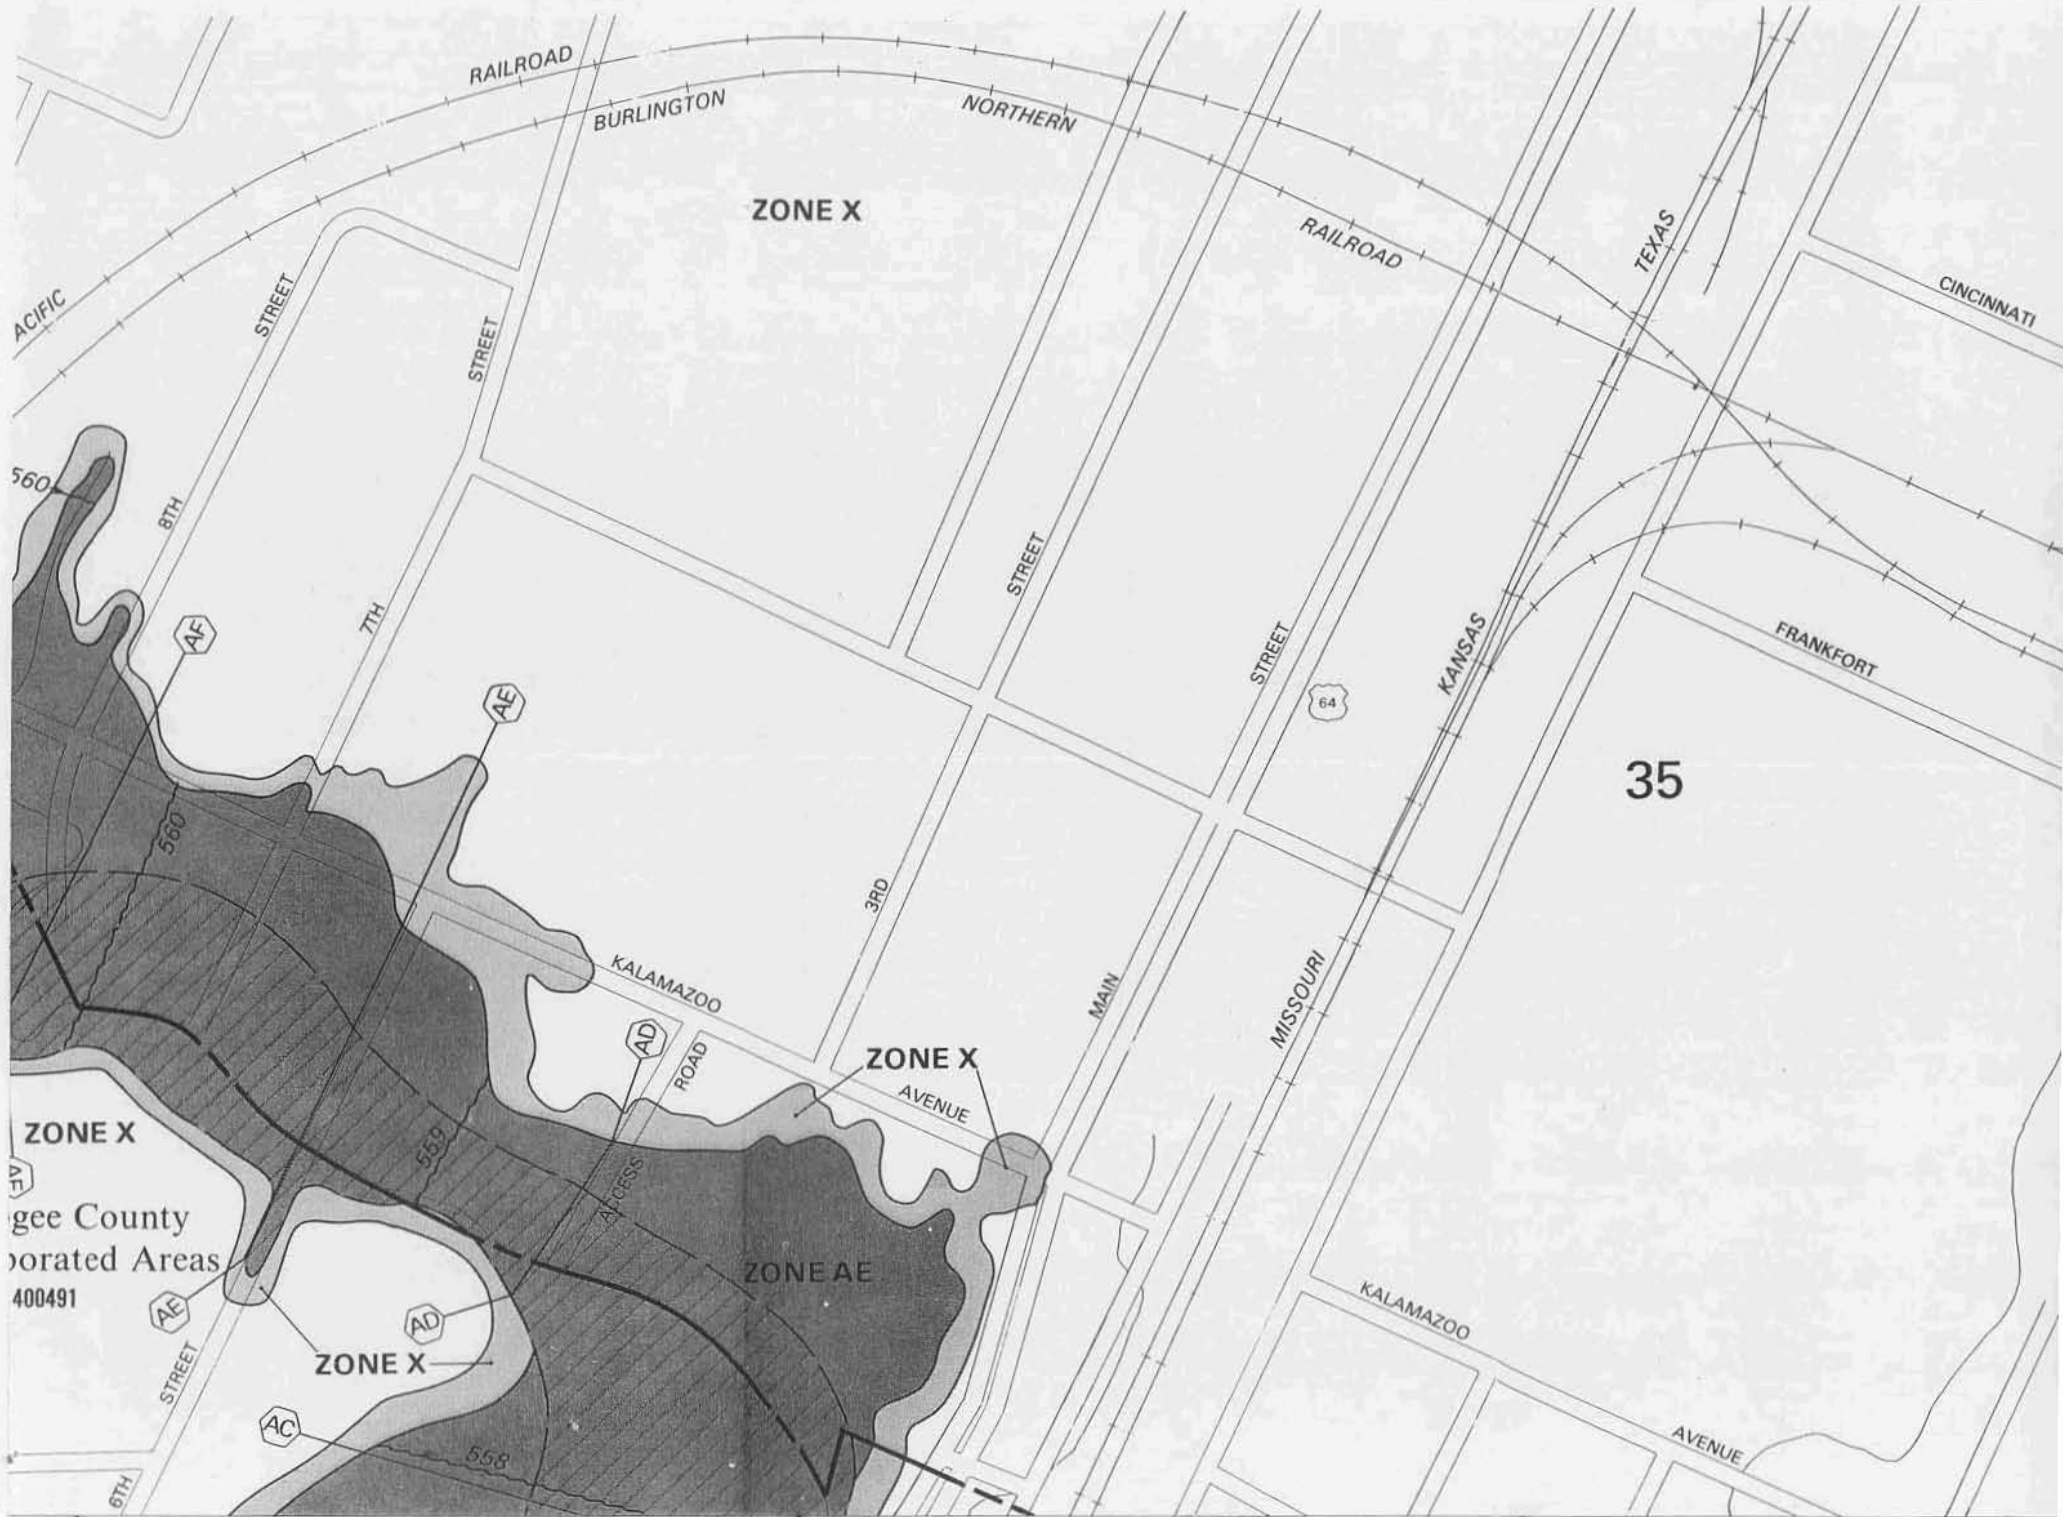 RAILROAD
BURLINGTON
NORTHERN
ZONE X
RAILROAD
TEXAS
CINCINNATI
ACIFIC
STREET
STREET
560
8TH
STREET
7TH
AF
AE
STREET
KANSAS
64
FRANKFORT
35
560
3RD
KALAMAZOO
MAIN
MISSOURI
AD
ROAD
ZONE X
AVENUE
ZONE X
559
ACCESS
AF
gee County
porated Areas
400491
ZONE AE
AE
AD
KALAMAZOO
ZONE X
STREET
AC
558
AVENUE
6TH